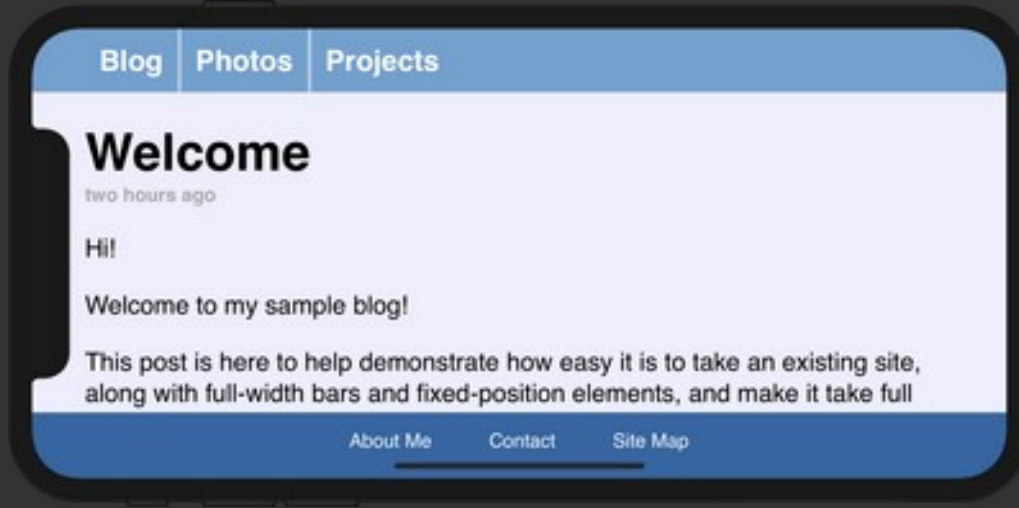 Blog Photos Projects
Welcome
two hours ago
Hi!
Welcome to my sample blog!
This post is here to help demonstrate how easy it is to take an existing site,
along with full-width bars and fixed-position elements, and make it take full
About Me Contact Site Map